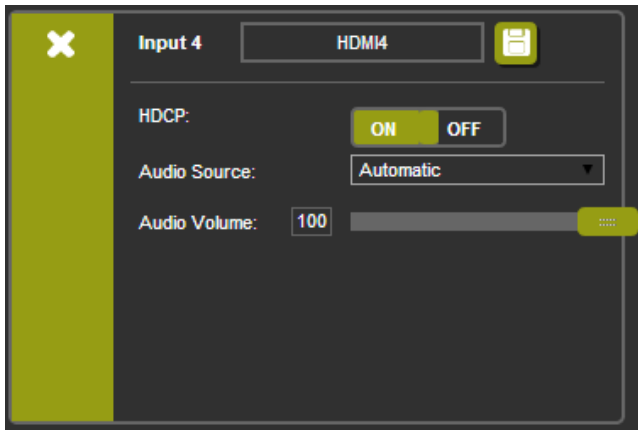 Input 4 HDMI4
HDCP: ON OFF
Audio Source: Automatic
Audio Volume: 100